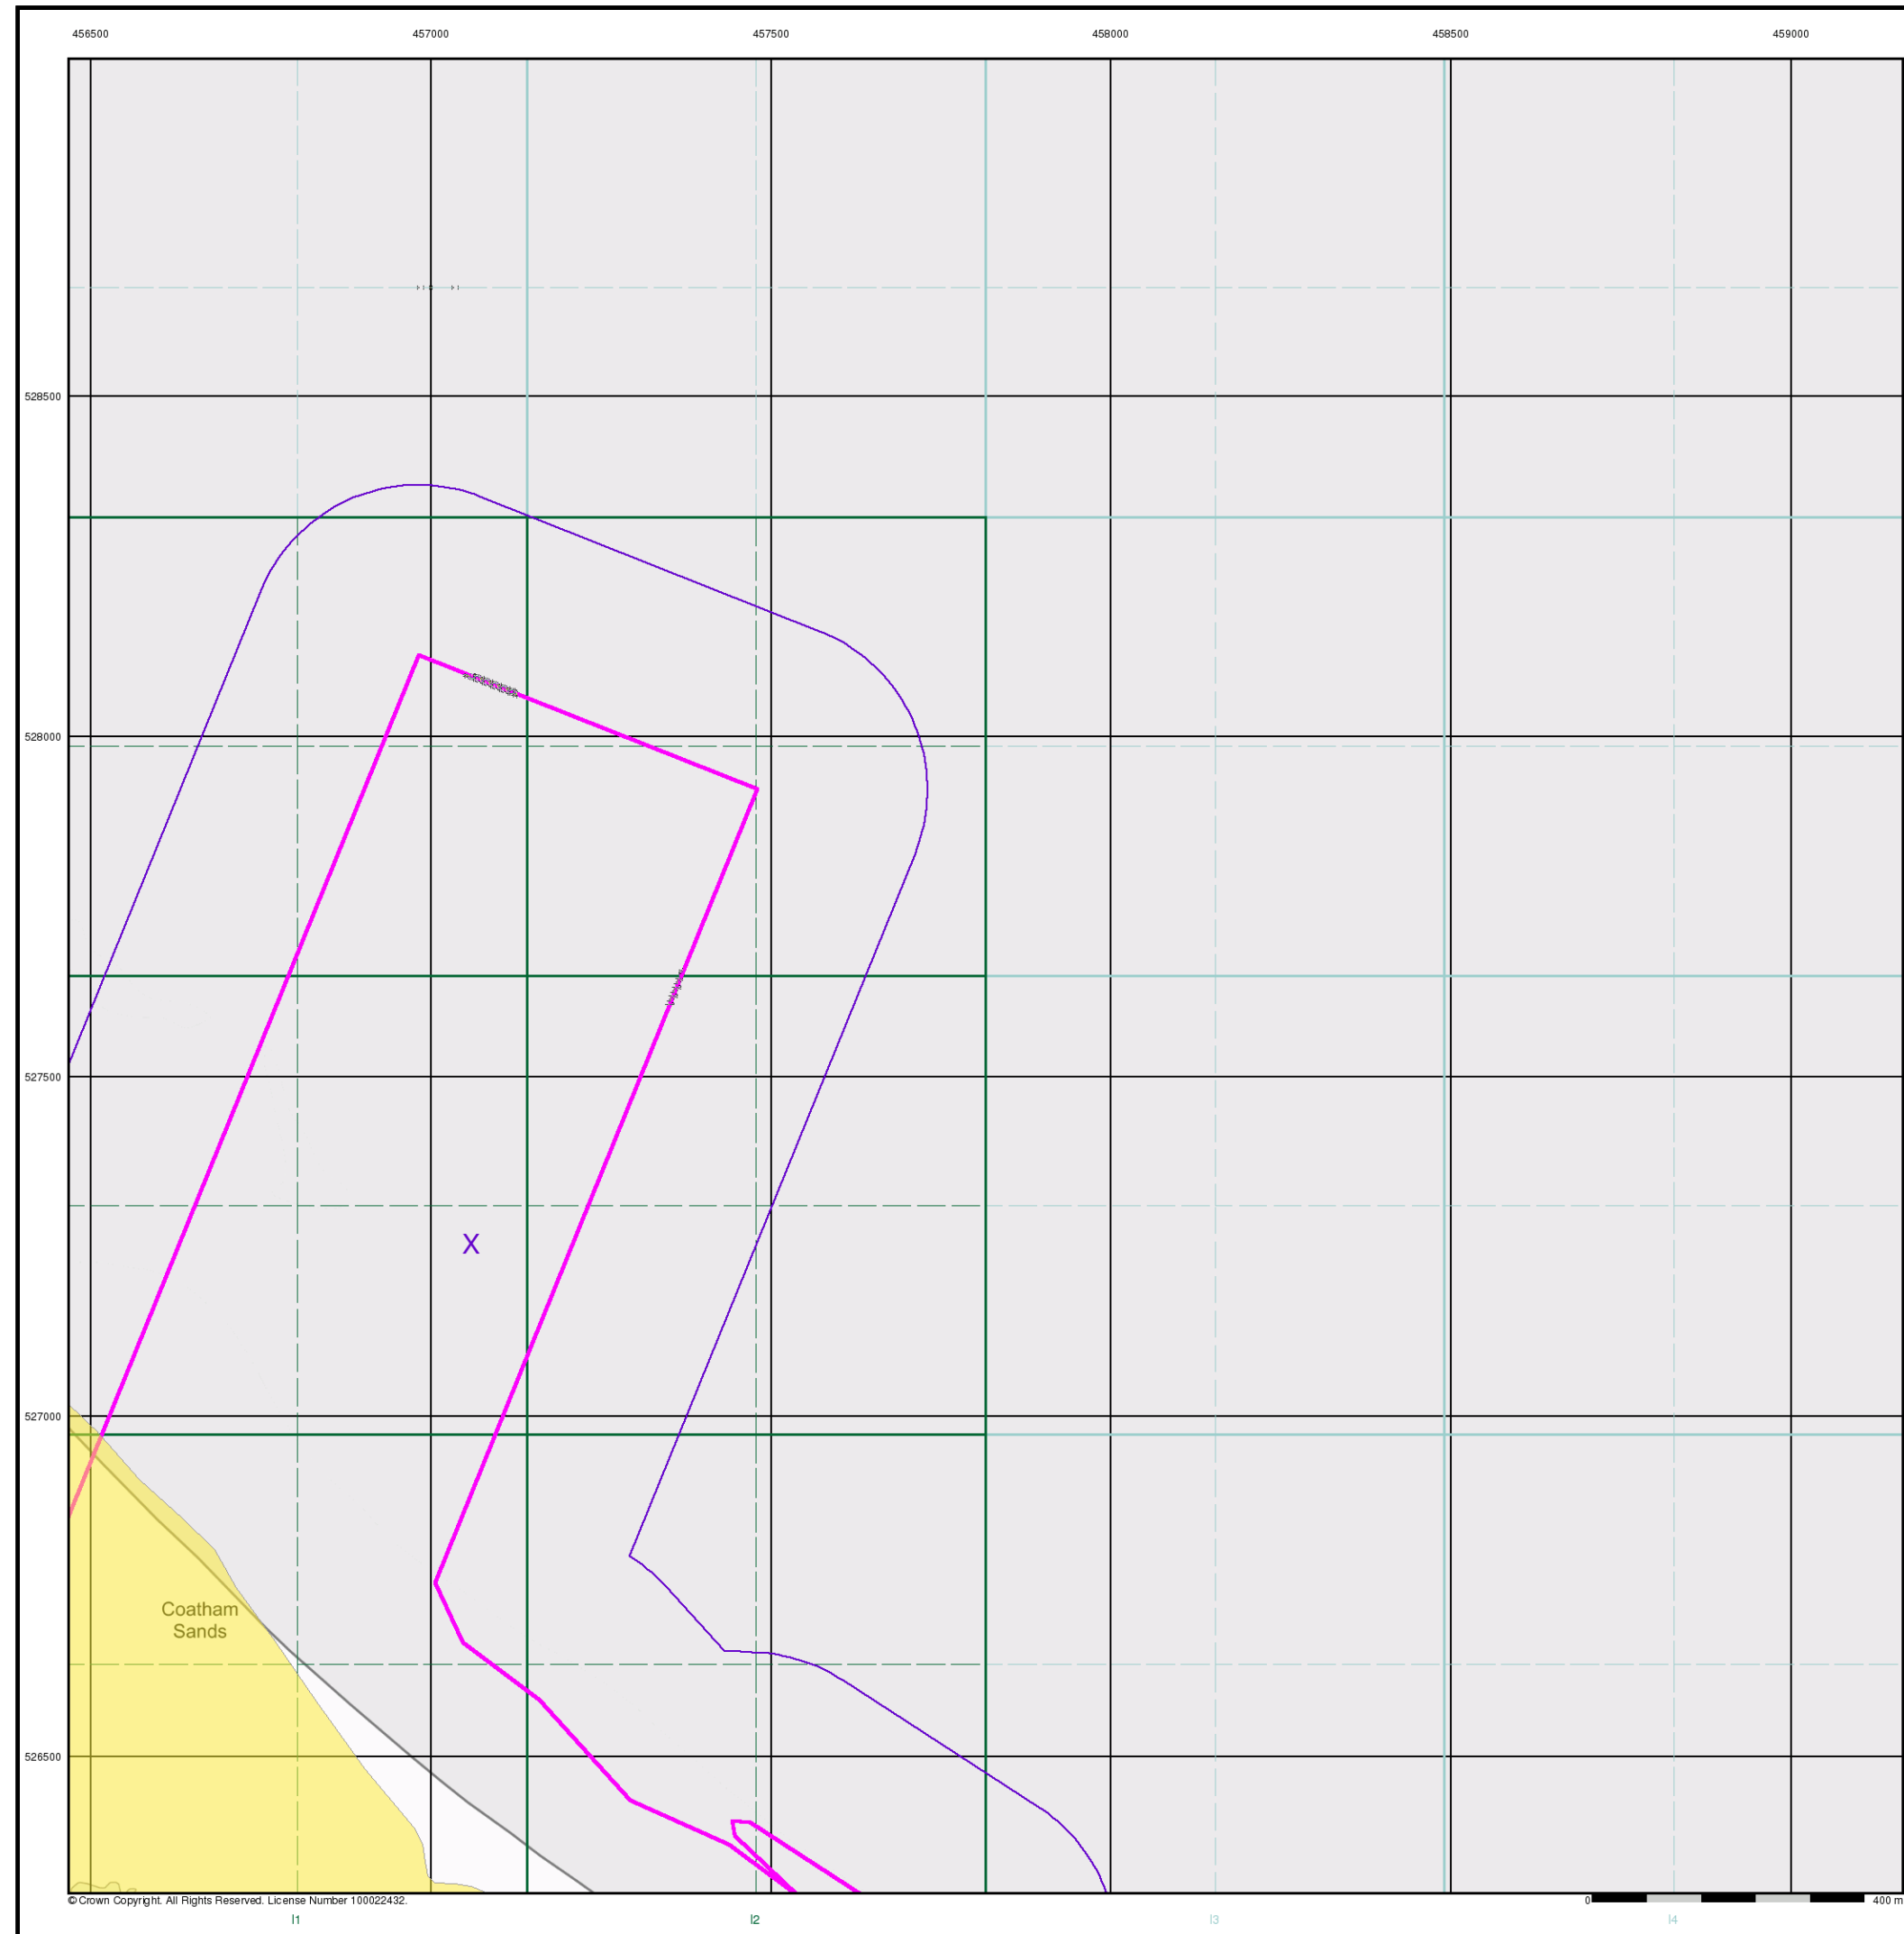 456500 457000 457500 458000 458500 459000
528500
528000
527500
X
527000
Coatham
Sands
526500
© Crown Copyright. All Rights Reserved. License Number 100022432.
0 400 m
I1 I2 I3 I4